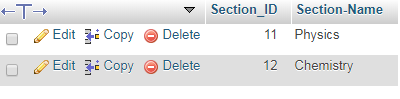 Section_ID Section-Name
Edit Copy Delete 11 Physics
Edit Copy Delete 12 Chemistry